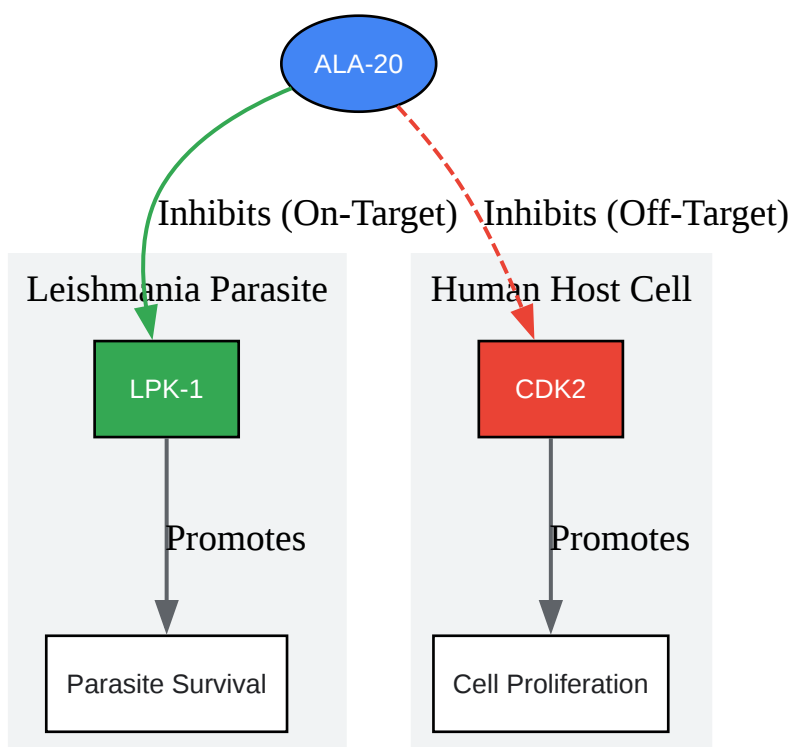 ALA-20
Inhibits (On-Target)
Inhibits (Off-Target)
Leishmania Parasite
Human Host Cell
LPK-1
CDK2
Promotes
Promotes
Parasite Survival
Cell Proliferation